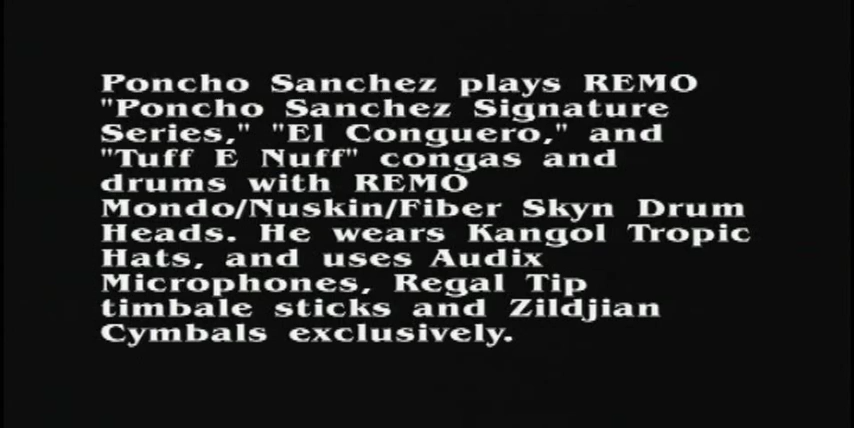 Poncho Sanchez plays REMO
"Poncho Sanchez Signature
Series," "El Conguero," and
"Tuff E Nuff" congas and
drums with REMO
Mondo/Nuskin/Fiber Skyn Drum
Heads. He wears Kangol Tropic
Hats, and uses Audix
Microphones, Regal Tip
timbale sticks and Zildjian
Cymbals exclusively.